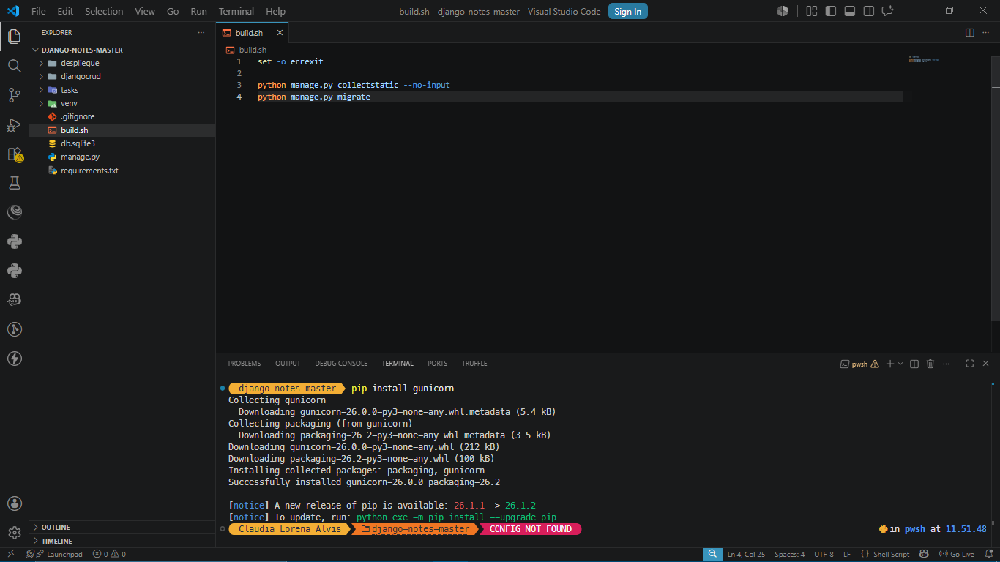 File Edit Selection View Go Run Terminal Help
build.sh - django-notes-master - Visual Studio Code
Sign In
EXPLORER
DJANGO-NOTES-MASTER
despliegue
djangocrud
tasks
venv
.gitignore
build.sh
db.sqlite3
manage.py
requirements.txt
OUTLINE
TIMELINE
build.sh
build.sh
1 set -o errexit
2
3 python manage.py collectstatic --no-input
4 python manage.py migrate
PROBLEMS OUTPUT DEBUG CONSOLE TERMINAL PORTS TRUFFLE
pwsh
django-notes-master pip install gunicorn
Collecting gunicorn
Downloading gunicorn-26.0.0-py3-none-any.whl.metadata (5.4 kB)
Collecting packaging (from gunicorn)
Downloading packaging-26.2-py3-none-any.whl.metadata (3.5 kB)
Downloading gunicorn-26.0.0-py3-none-any.whl (212 kB)
Downloading packaging-26.2-py3-none-any.whl (100 kB)
Installing collected packages: packaging, gunicorn
Successfully installed gunicorn-26.0.0 packaging-26.2
[notice] A new release of pip is available: 26.1.1 -> 26.1.2
[notice] To update, run: python.exe -m pip install --upgrade pip
Claudia Lorena Alvis django-notes-master CONFIG NOT FOUND in pwsh at 11:51:48
Launchpad 0 0 Ln 4, Col 25 Spaces: 4 UTF-8 LF { } Shell Script Go Live